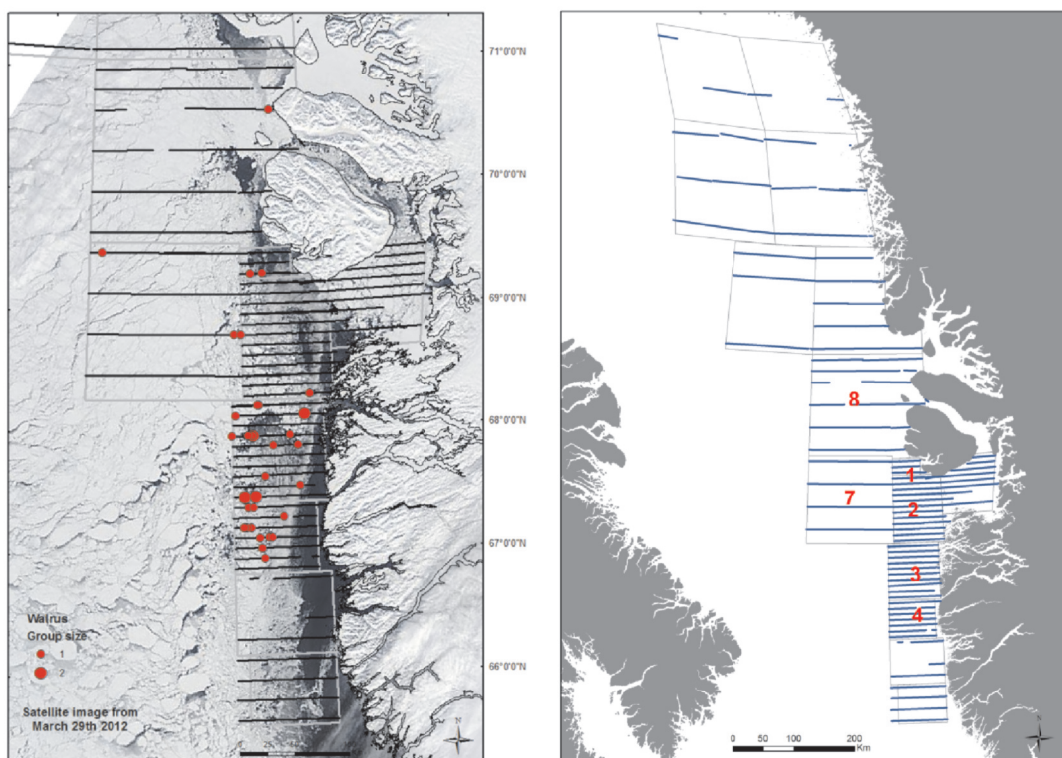 71°0'0"N
70°0'0"N
69°0'0"N
68°0'0"N
67°0'0"N
66°0'0"N
Walrus
Group size
1
2
Satellite image from
March 29th 2012
N
8
1
7
2
3
4
0 50 100 200
Km
N